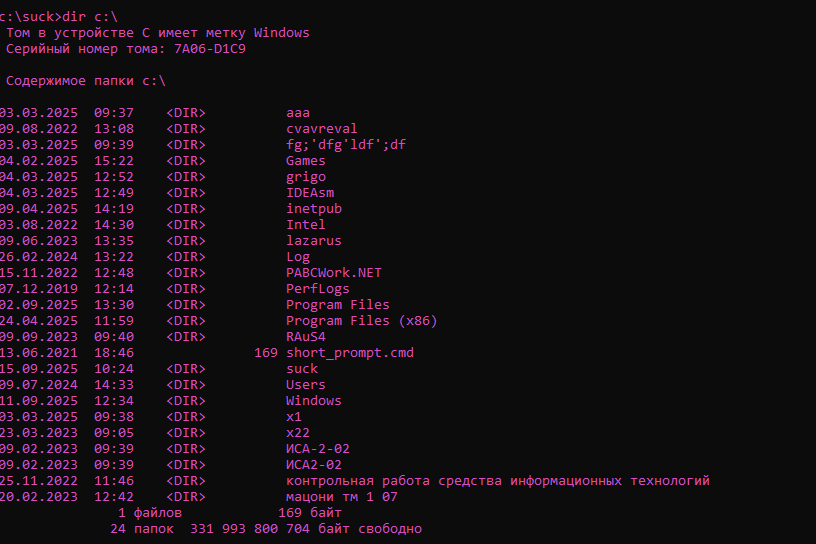 c:\suck>dir c:\
Том в устройстве C имеет метку Windows
Серийный номер тома: 7A06-D1C9
Содержимое папки c:\
03.03.2025 09:37 <DIR> aaa
09.08.2022 13:08 <DIR> cvavreval
03.03.2025 09:39 <DIR> fg;'dfg'ldf';df
04.02.2025 15:22 <DIR> Games
04.03.2025 12:52 <DIR> grigo
04.03.2025 12:49 <DIR> IDEAsm
09.04.2025 14:19 <DIR> inetpub
03.08.2022 14:30 <DIR> Intel
09.06.2023 13:35 <DIR> lazarus
26.02.2024 13:22 <DIR> Log
15.11.2022 12:48 <DIR> PABCWork.NET
07.12.2019 12:14 <DIR> PerfLogs
02.09.2025 13:30 <DIR> Program Files
24.04.2025 11:59 <DIR> Program Files (x86)
09.09.2023 09:40 <DIR> RAuS4
13.06.2021 18:46 169 short_prompt.cmd
15.09.2025 10:24 <DIR> suck
09.07.2024 14:33 <DIR> Users
11.09.2025 12:34 <DIR> Windows
03.03.2025 09:38 <DIR> x1
23.03.2023 09:05 <DIR> x22
09.02.2023 09:39 <DIR> ИСА-2-02
09.02.2023 09:39 <DIR> ИСА2-02
25.11.2022 11:46 <DIR> контрольная работа средства информационных технологий
20.02.2023 12:42 <DIR> мацони тм 1 07
1 файлов 169 байт
24 папок 331 993 800 704 байт свободно